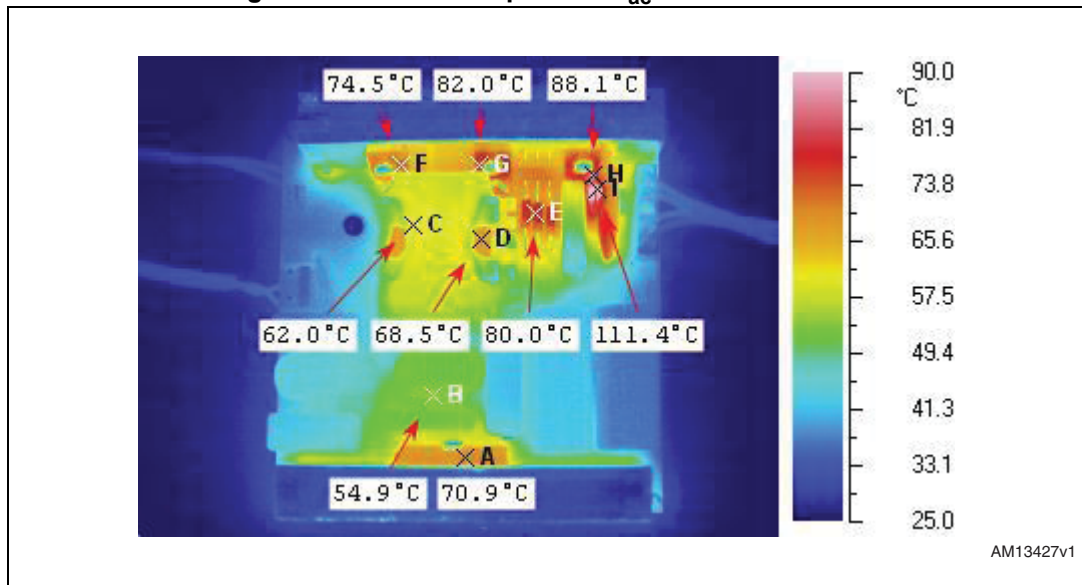 74.5°C 82.0°C 88.1°C
F G H
I
E
C
D
62.0°C 68.5°C 80.0°C 111.4°C
B
A
54.9°C 70.9°C
90.0
°C
81.9
73.8
65.6
57.5
49.4
41.3
33.1
25.0
AM13427v1